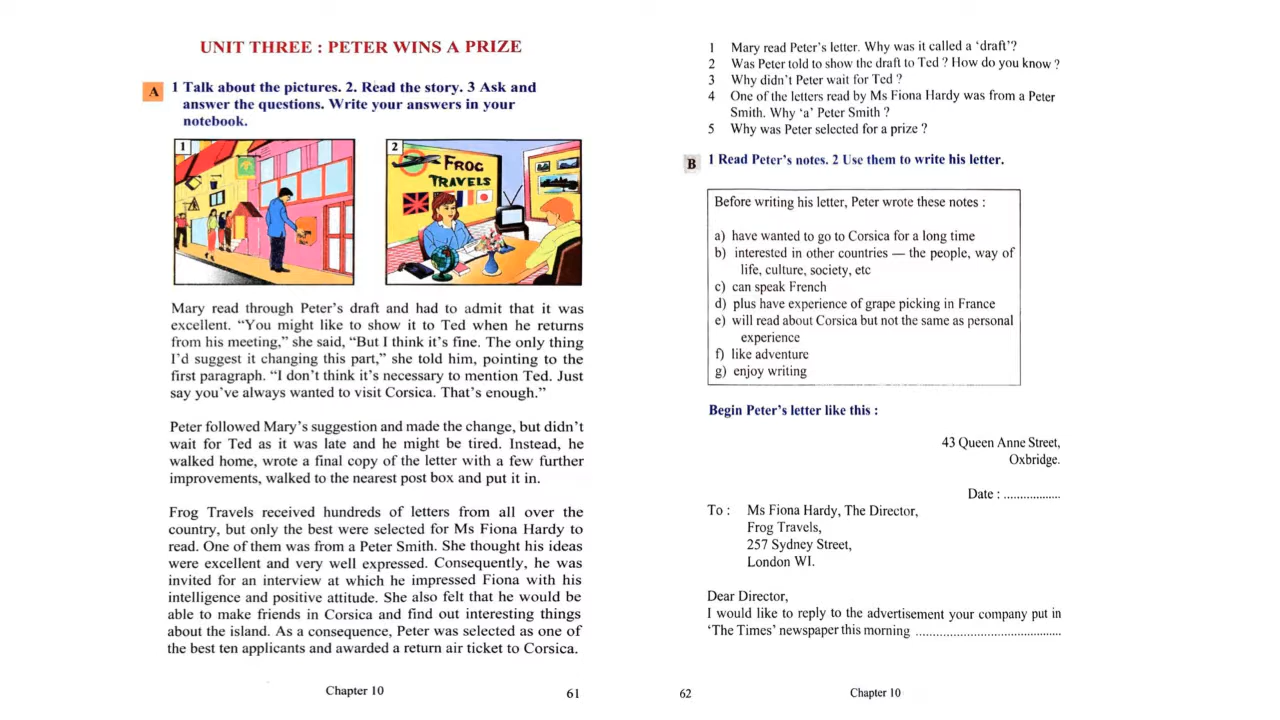 UNIT THREE : PETER WINS A PRIZE
A
1 Talk about the pictures. 2. Read the story. 3 Ask and
answer the questions. Write your answers in your
notebook.
1
2
FROG
TRAVELS
Mary read through Peter's draft and had to admit that it was
excellent. “You might like to show it to Ted when he returns
from his meeting,” she said, “But I think it's fine. The only thing
I'd suggest it changing this part,” she told him, pointing to the
first paragraph. “I don't think it's necessary to mention Ted. Just
say you've always wanted to visit Corsica. That's enough.”
Peter followed Mary's suggestion and made the change, but didn't
wait for Ted as it was late and he might be tired. Instead, he
walked home, wrote a final copy of the letter with a few further
improvements, walked to the nearest post box and put it in.
Frog Travels received hundreds of letters from all over the
country, but only the best were selected for Ms Fiona Hardy to
read. One of them was from a Peter Smith. She thought his ideas
were excellent and very well expressed. Consequently, he was
invited for an interview at which he impressed Fiona with his
intelligence and positive attitude. She also felt that he would be
able to make friends in Corsica and find out interesting things
about the island. As a consequence, Peter was selected as one of
the best ten applicants and awarded a return air ticket to Corsica.
Chapter 10
61
1 Mary read Peter's letter. Why was it called a ‘draft’?
2 Was Peter told to show the draft to Ted ? How do you know ?
3 Why didn't Peter wait for Ted ?
4 One of the letters read by Ms Fiona Hardy was from a Peter
Smith. Why ‘a’ Peter Smith ?
5 Why was Peter selected for a prize ?
B
1 Read Peter's notes. 2 Use them to write his letter.
Before writing his letter, Peter wrote these notes :
a) have wanted to go to Corsica for a long time
b) interested in other countries — the people, way of
life, culture, society, etc
c) can speak French
d) plus have experience of grape picking in France
e) will read about Corsica but not the same as personal
experience
f) like adventure
g) enjoy writing
Begin Peter's letter like this :
43 Queen Anne Street,
Oxbridge.
Date : ..................
To : Ms Fiona Hardy, The Director,
Frog Travels,
257 Sydney Street,
London WI.
Dear Director,
I would like to reply to the advertisement your company put in
‘The Times’ newspaper this morning ...........................................
62
Chapter 10